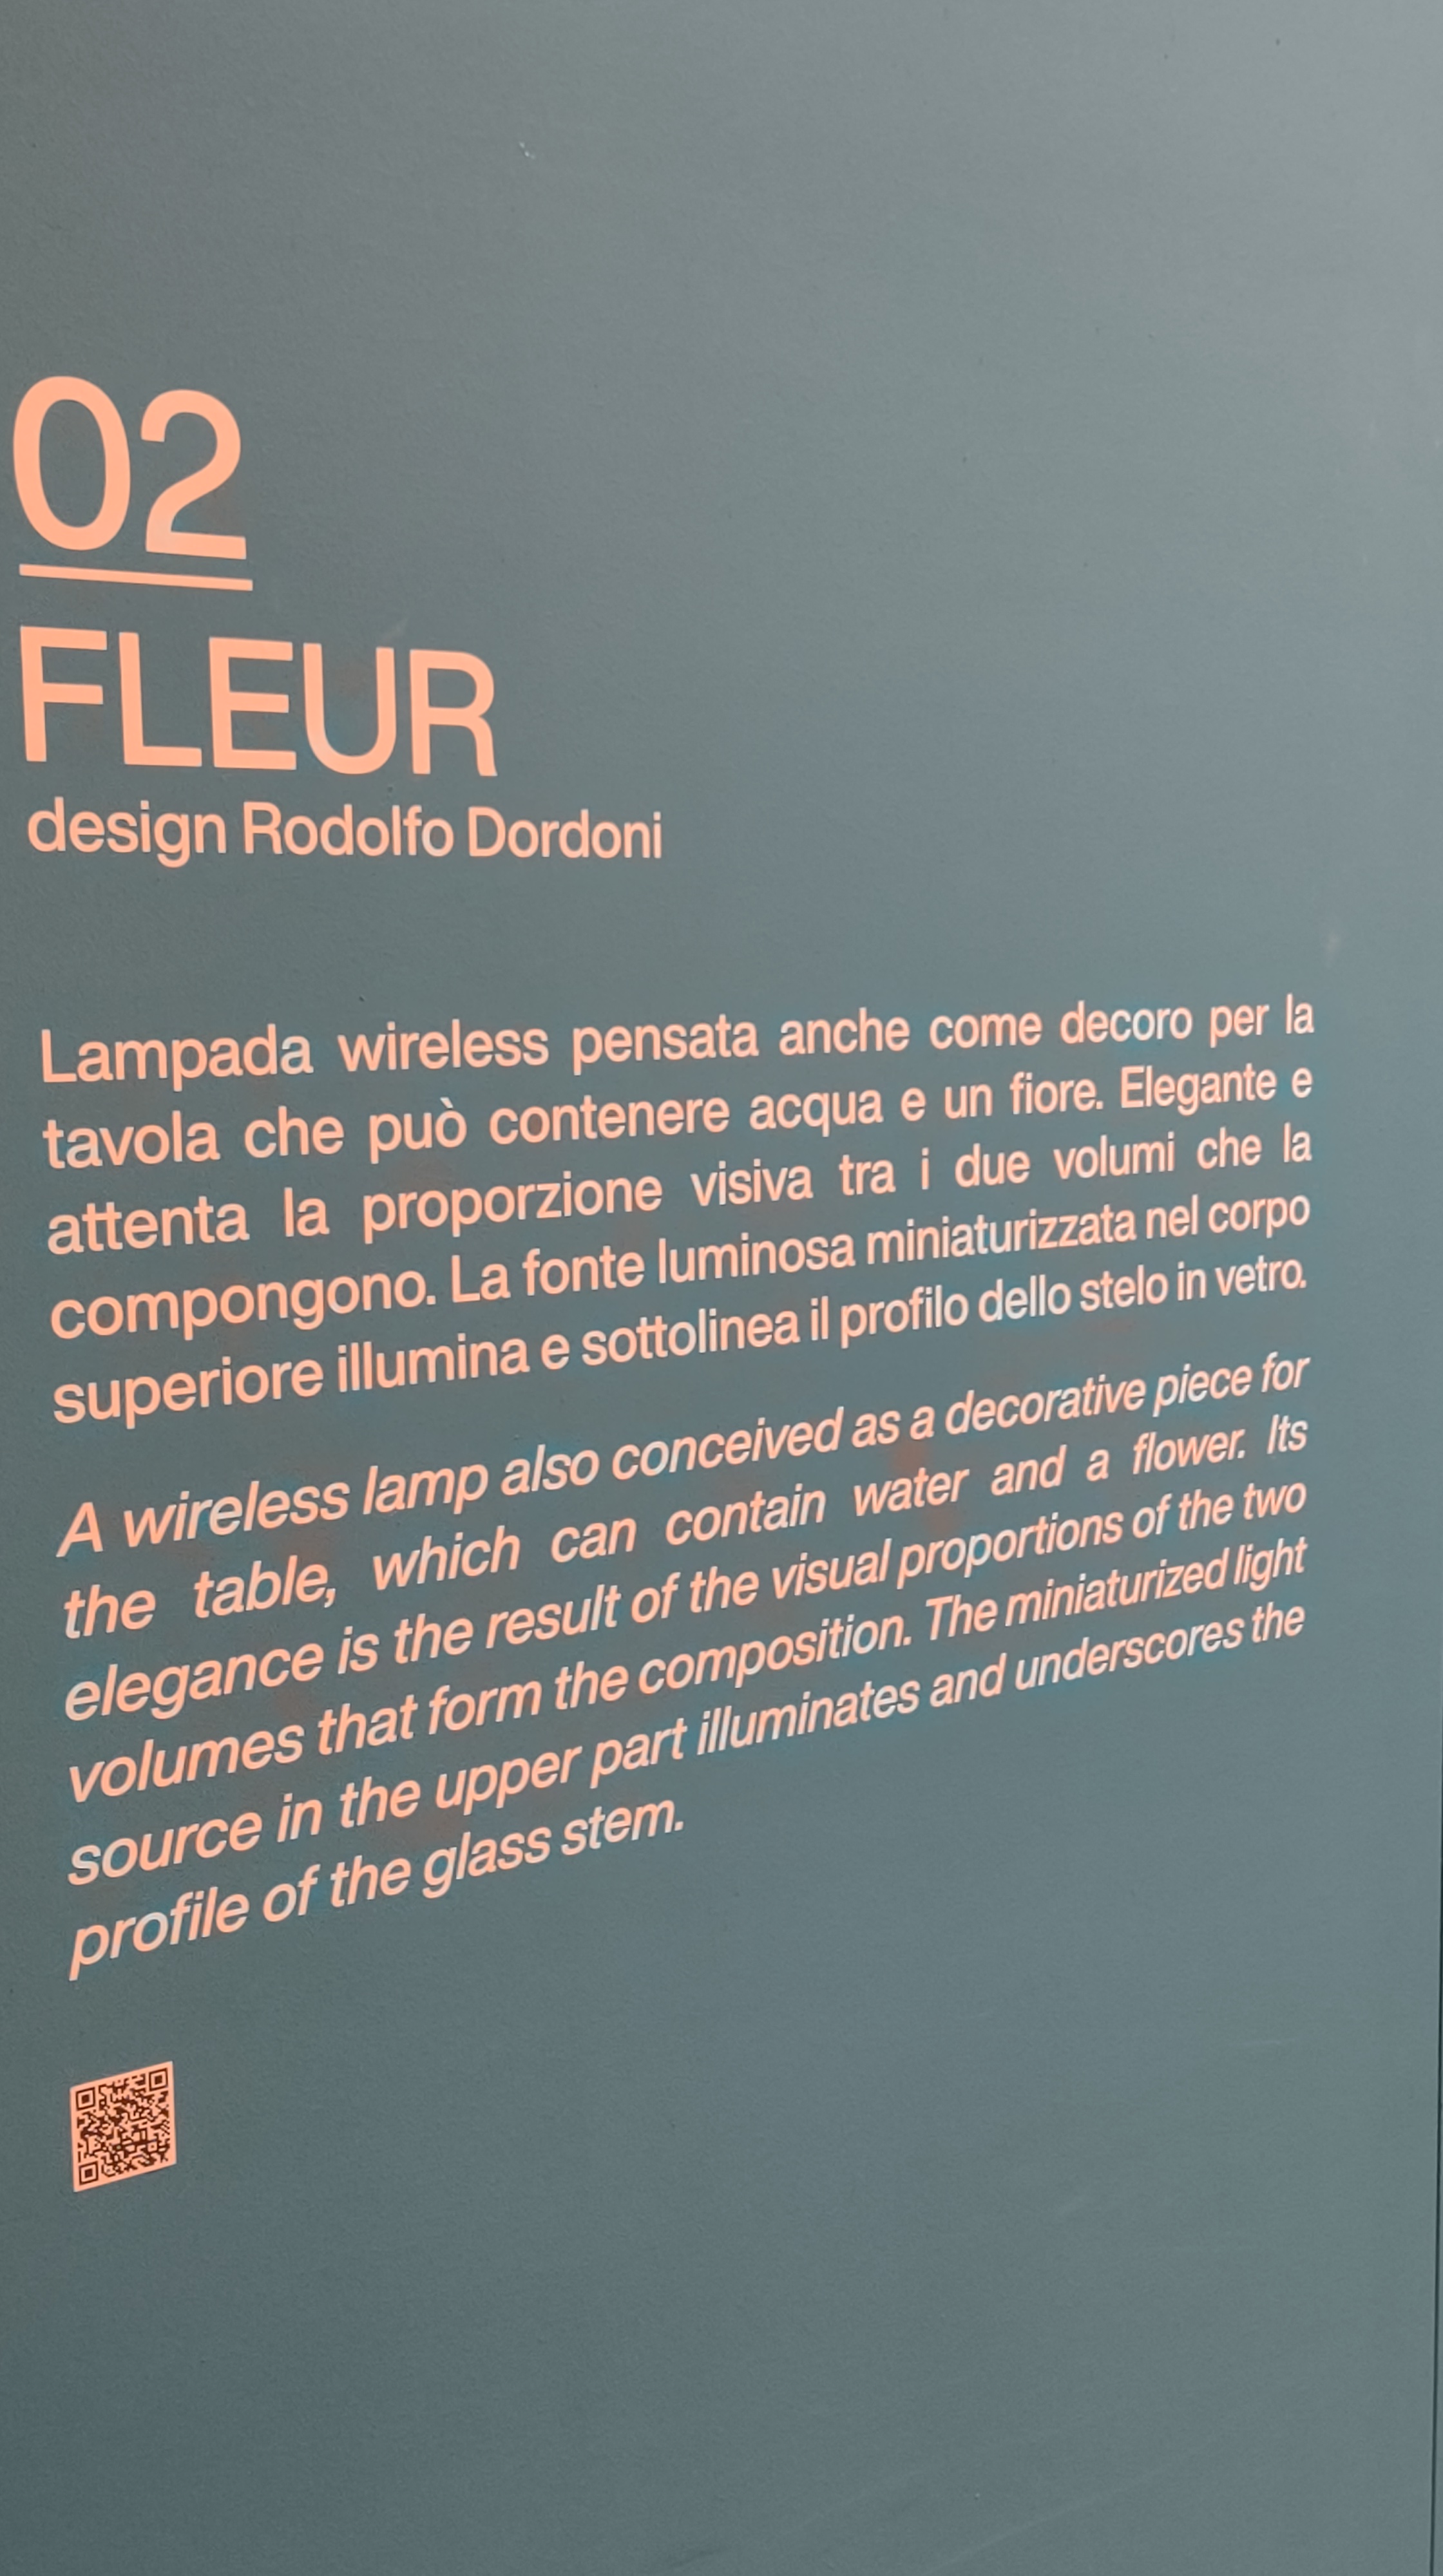 02
FLEUR
design Rodolfo Dordoni
Lampada wireless pensata anche come decoro per la
tavola che può contenere acqua e un fiore. Elegante e
attenta la proporzione visiva tra i due volumi che la
compongono. La fonte luminosa miniaturizzata nel corpo
superiore illumina e sottolinea il profilo dello stelo in vetro.
A wireless lamp also conceived as a decorative piece for
the table, which can contain water and a flower. Its
elegance is the result of the visual proportions of the two
volumes that form the composition. The miniaturized light
source in the upper part illuminates and underscores the
profile of the glass stem.